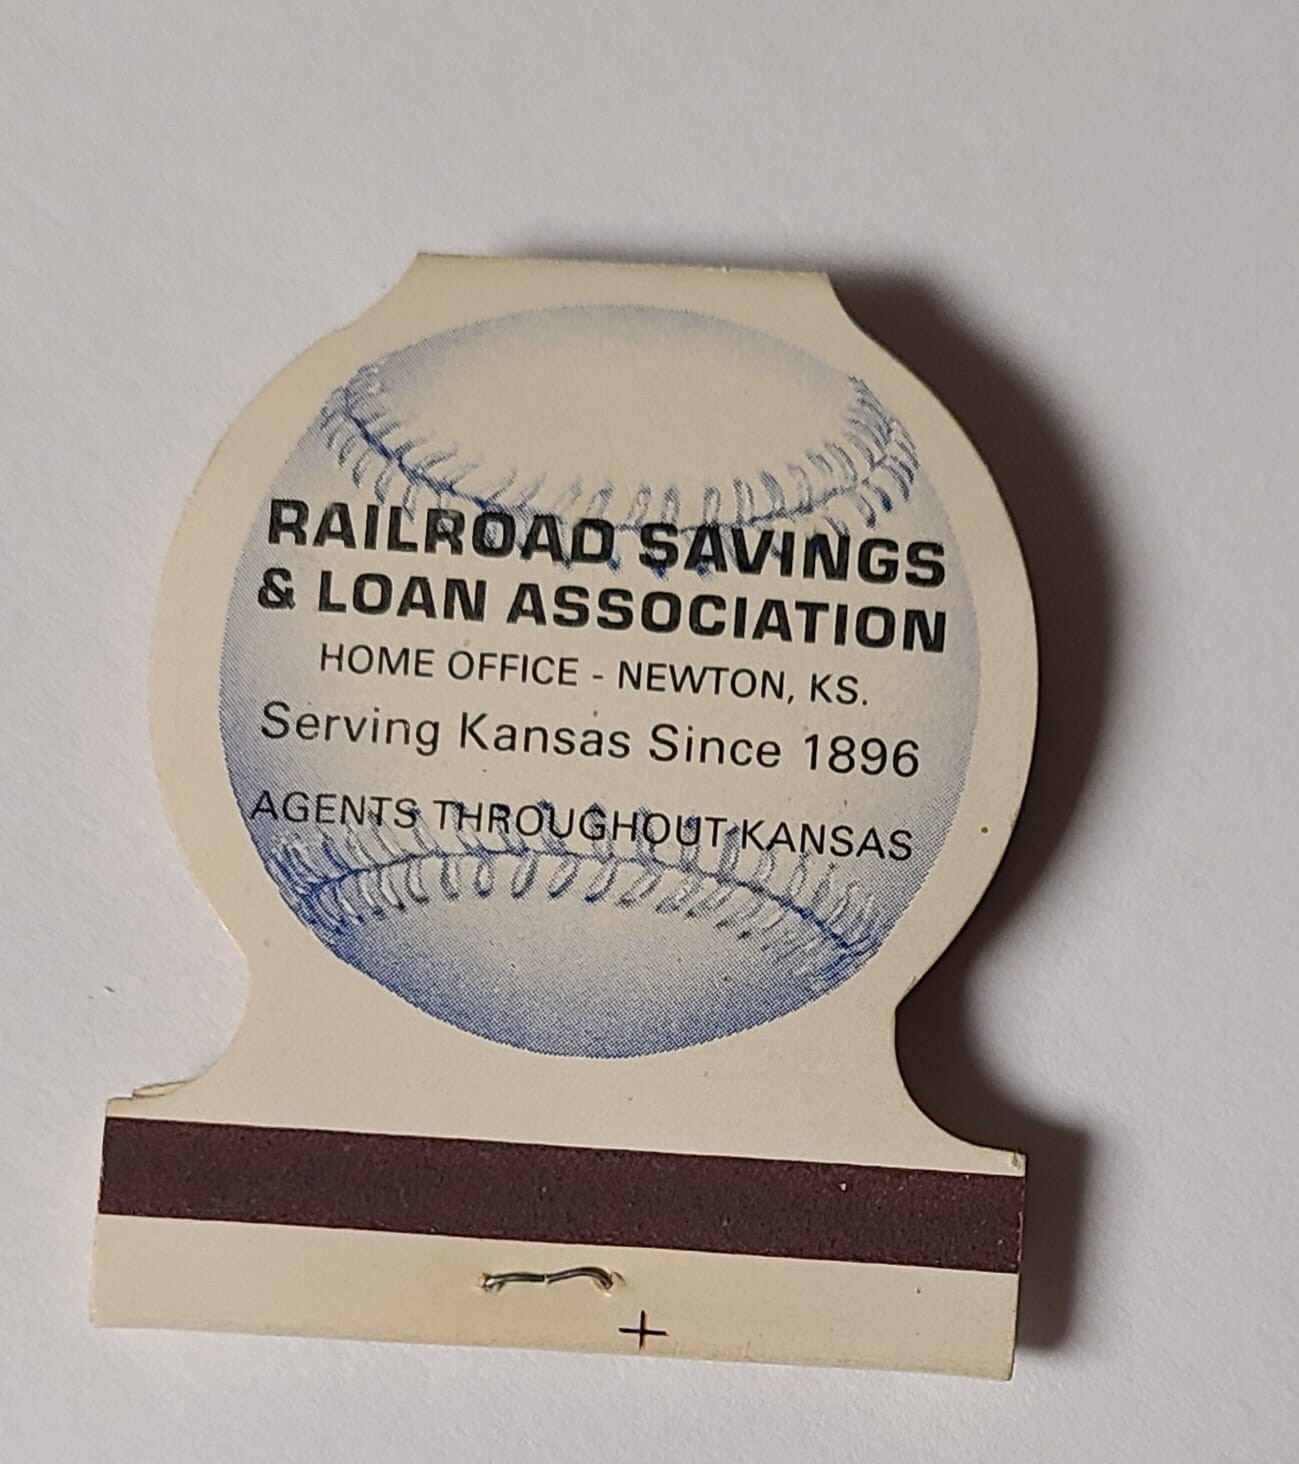 RAILROAD SAVINGS
& LOAN ASSOCIATION
HOME OFFICE - NEWTON, KS.
Serving Kansas Since 1896
AGENTS THROUGHOUT KANSAS